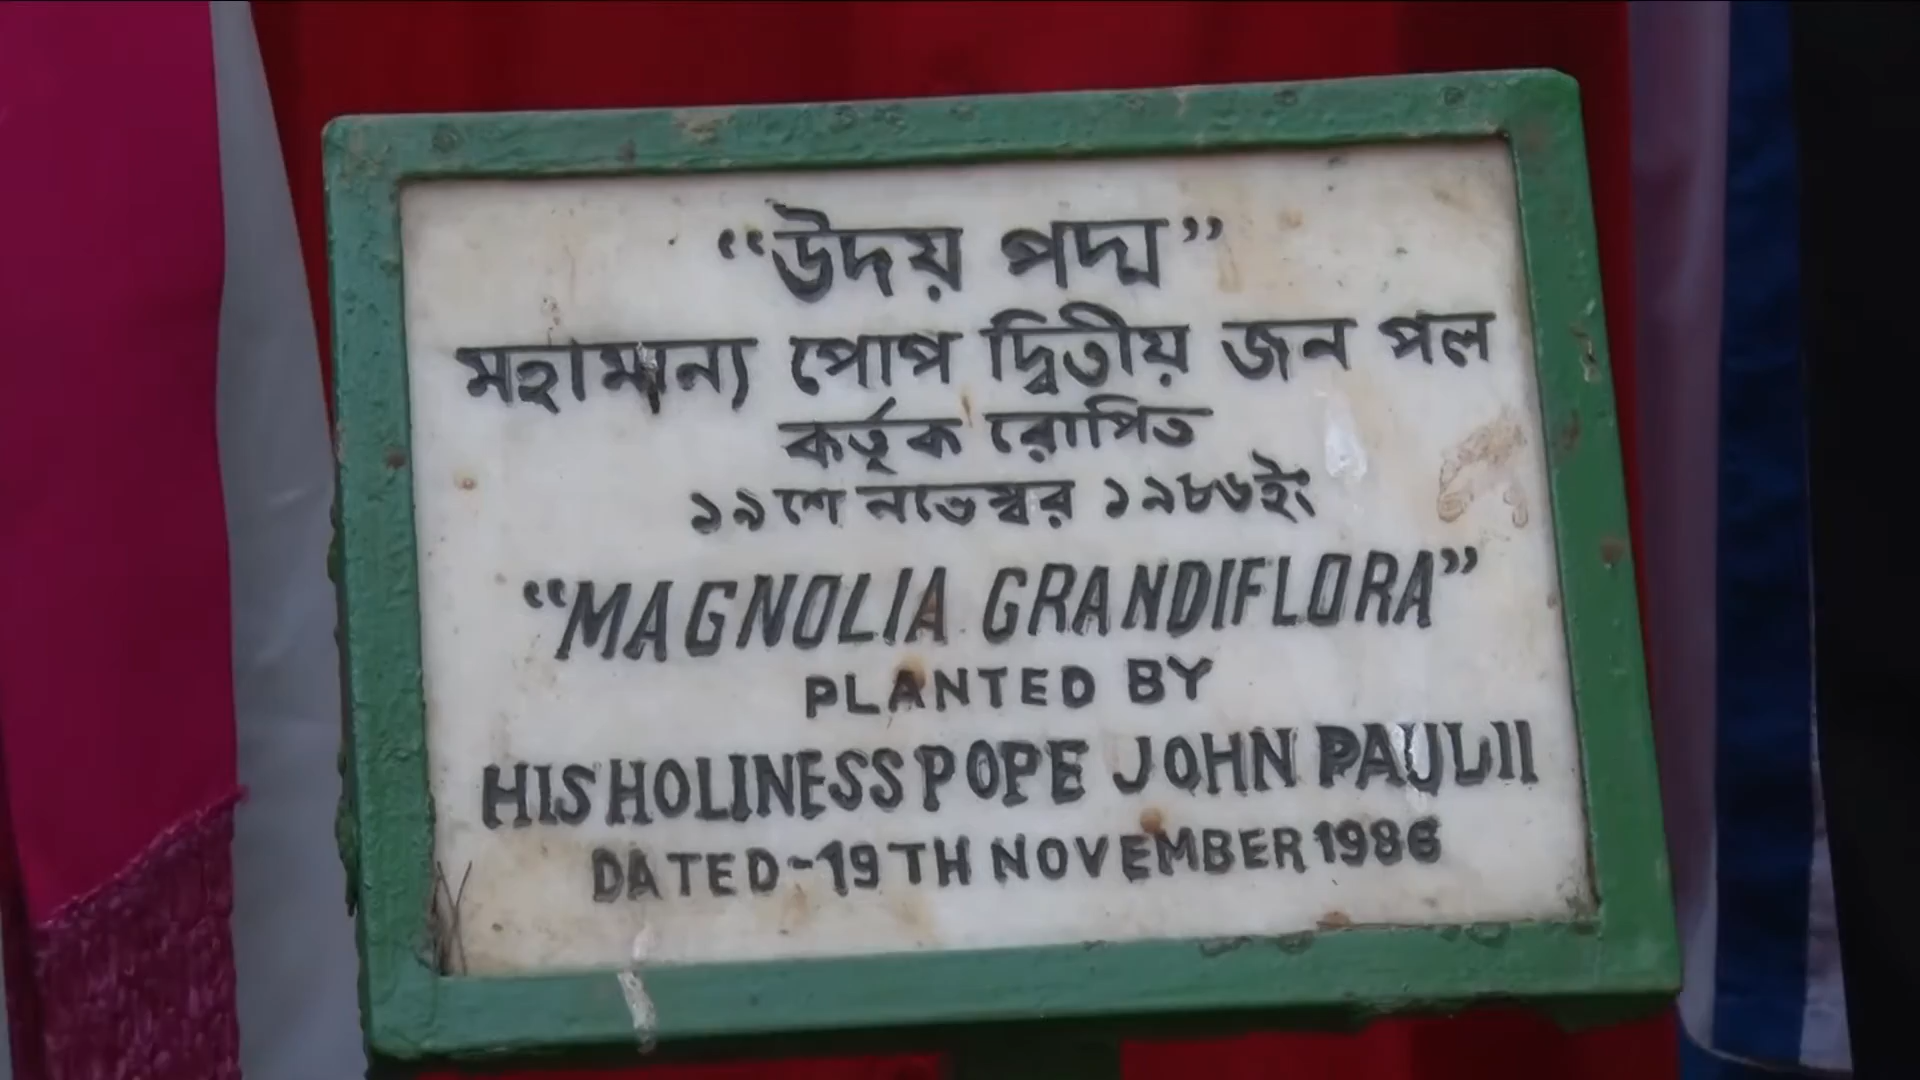 “উদয় পদ্ম”
মহামান্য পোপ দ্বিতীয় জন পল
কর্তৃক রোপিত
১৯শে নভেম্বর ১৯৮৬ইং
“MAGNOLIA GRANDIFLORA”
PLANTED BY
HIS HOLINESS POPE JOHN PAUL II
DATED-19TH NOVEMBER 1986